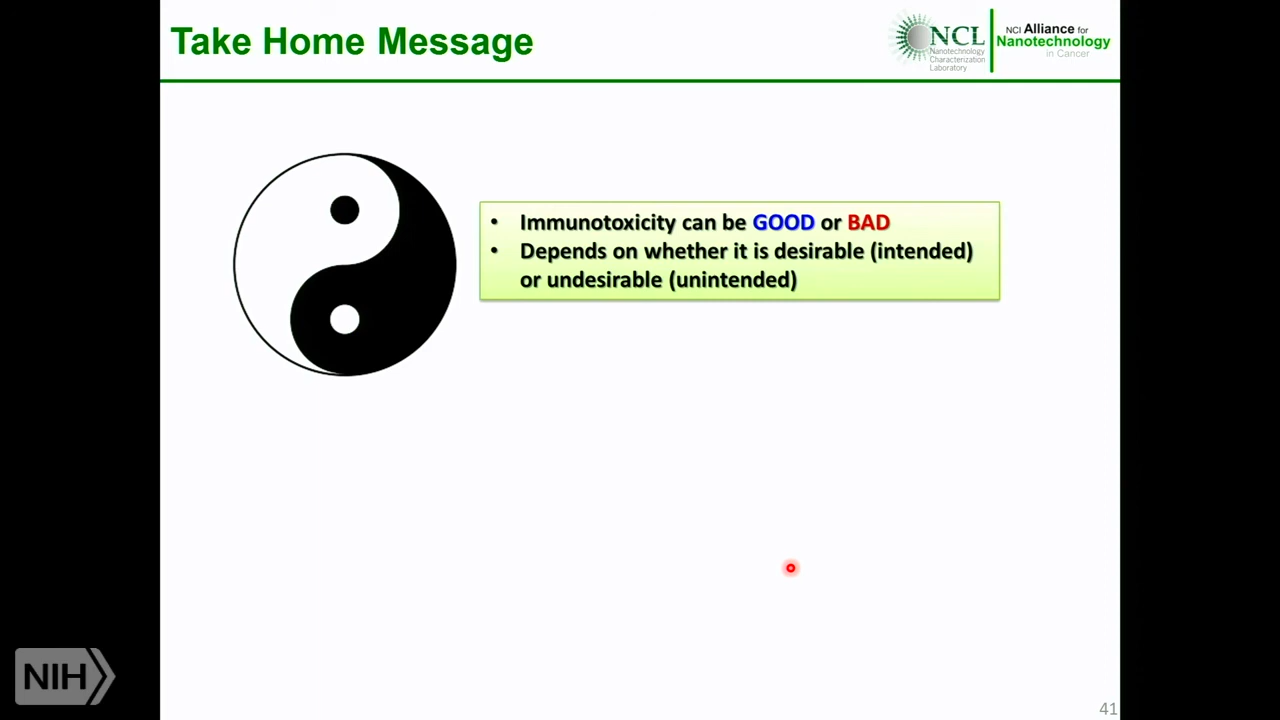 Take Home Message
NCL
Nanotechnology
Characterization
Laboratory
NCI Alliance for
Nanotechnology
in Cancer
• Immunotoxicity can be GOOD or BAD
• Depends on whether it is desirable (intended)
or undesirable (unintended)
NIH
41